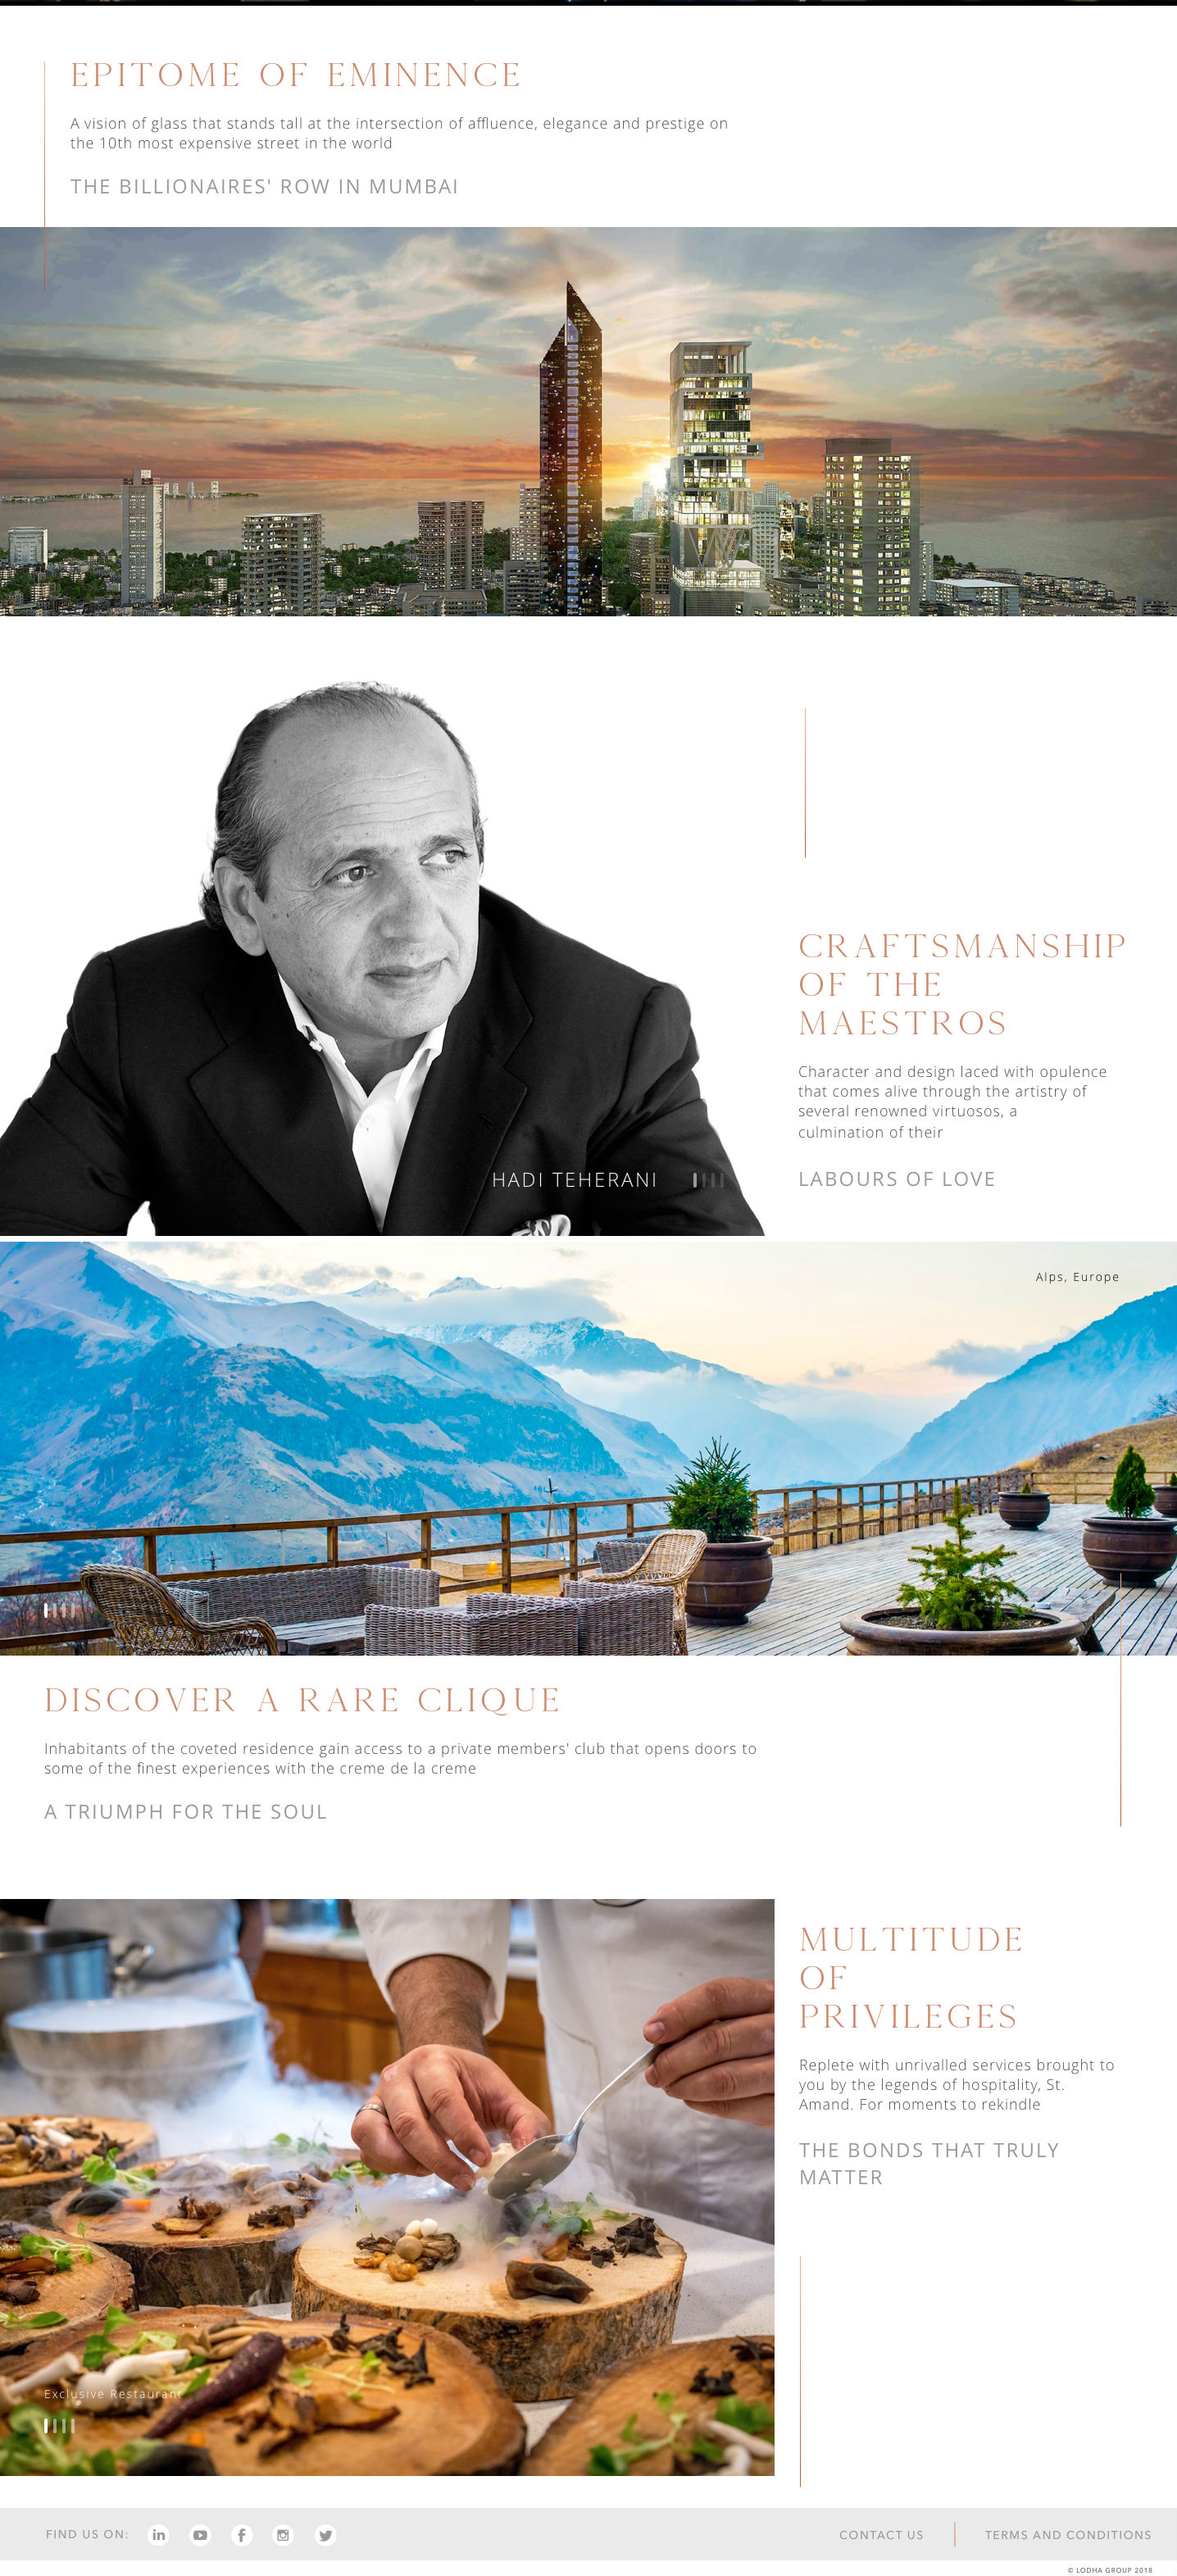 EPITOME OF EMINENCE
A vision of glass that stands tall at the intersection of affluence, elegance and prestige on
the 10th most expensive street in the world
THE BILLIONAIRES' ROW IN MUMBAI
HADI TEHERANI
CRAFTSMANSHIP
OF THE
MAESTROS
Character and design laced with opulence
that comes alive through the artistry of
several renowned virtuosos, a
culmination of their
LABOURS OF LOVE
Alps, Europe
DISCOVER A RARE CLIQUE
Inhabitants of the coveted residence gain access to a private members' club that opens doors to
some of the finest experiences with the creme de la creme
A TRIUMPH FOR THE SOUL
MULTITUDE
OF
PRIVILEGES
Replete with unrivalled services brought to
you by the legends of hospitality, St.
Amand. For moments to rekindle
THE BONDS THAT TRULY
MATTER
Exclusive Restaurant
FIND US ON:
CONTACT US
TERMS AND CONDITIONS
© LODHA GROUP 2018